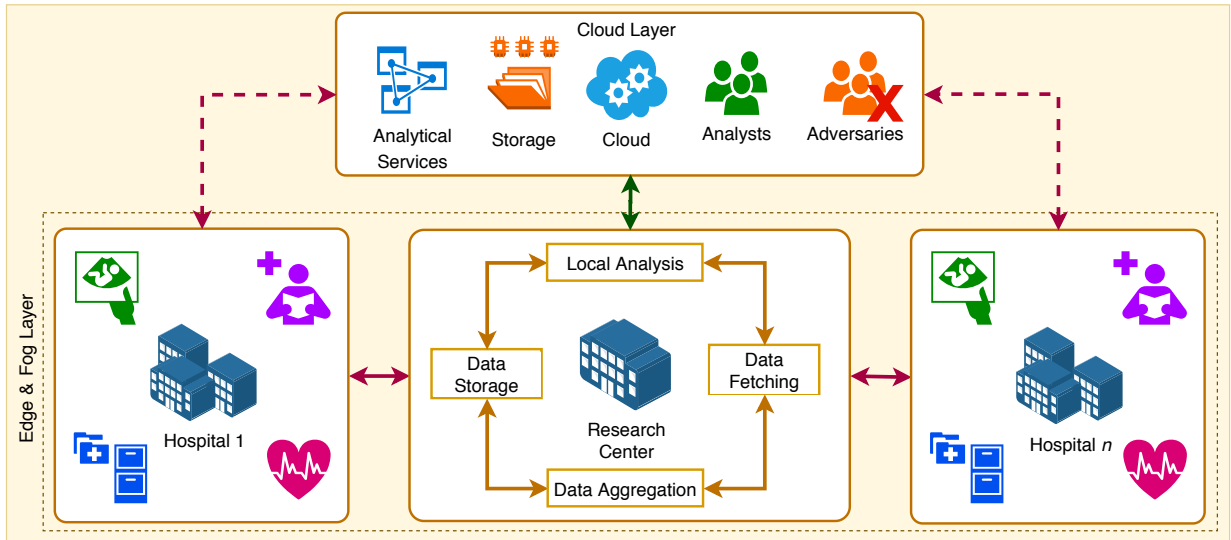 Cloud Layer
Analytical
Services
Storage
Cloud
Analysts
Adversaries
Edge & Fog Layer
Hospital 1
Local Analysis
Data
Storage
Data
Fetching
Research
Center
Data Aggregation
Hospital n